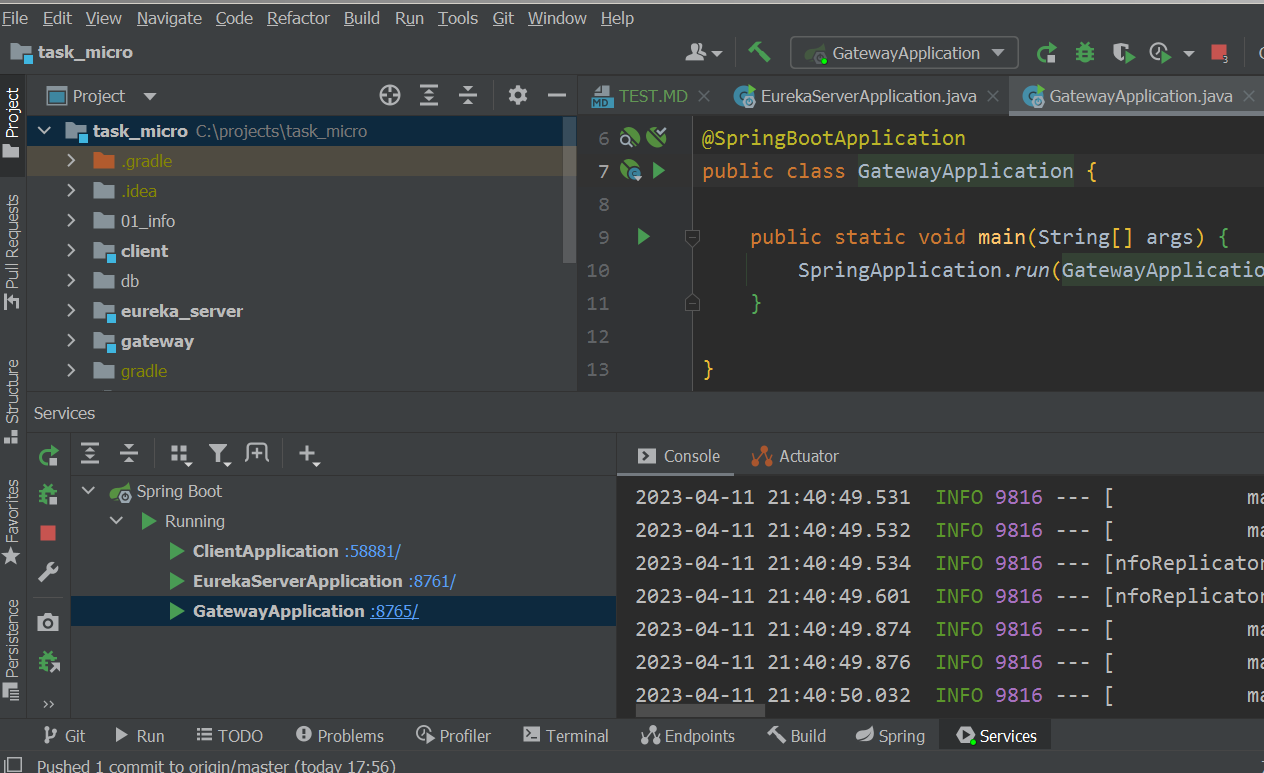 File Edit View Navigate Code Refactor Build Run Tools Git Window Help
task_micro
GatewayApplication
3
Project
TEST.MD
EurekaServerApplication.java
GatewayApplication.java
task_micro C:\projects\task_micro
.gradle
.idea
01_info
client
db
eureka_server
gateway
gradle
6 @SpringBootApplication
7 public class GatewayApplication {
8
9 public static void main(String[] args) {
10 SpringApplication.run(GatewayApplicatio
11 }
12
13 }
Project
Pull Requests
Structure
Favorites
Persistence
Services
Spring Boot
Running
ClientApplication :58881/
EurekaServerApplication :8761/
GatewayApplication :8765/
Console Actuator
2023-04-11 21:40:49.531 INFO 9816 --- [ ma
2023-04-11 21:40:49.532 INFO 9816 --- [ ma
2023-04-11 21:40:49.534 INFO 9816 --- [nfoReplicator
2023-04-11 21:40:49.601 INFO 9816 --- [nfoReplicator
2023-04-11 21:40:49.874 INFO 9816 --- [ ma
2023-04-11 21:40:49.876 INFO 9816 --- [ ma
2023-04-11 21:40:50.032 INFO 9816 --- [ ma
Git Run TODO Problems Profiler Terminal Endpoints Build Spring Services
Pushed 1 commit to origin/master (today 17:56)